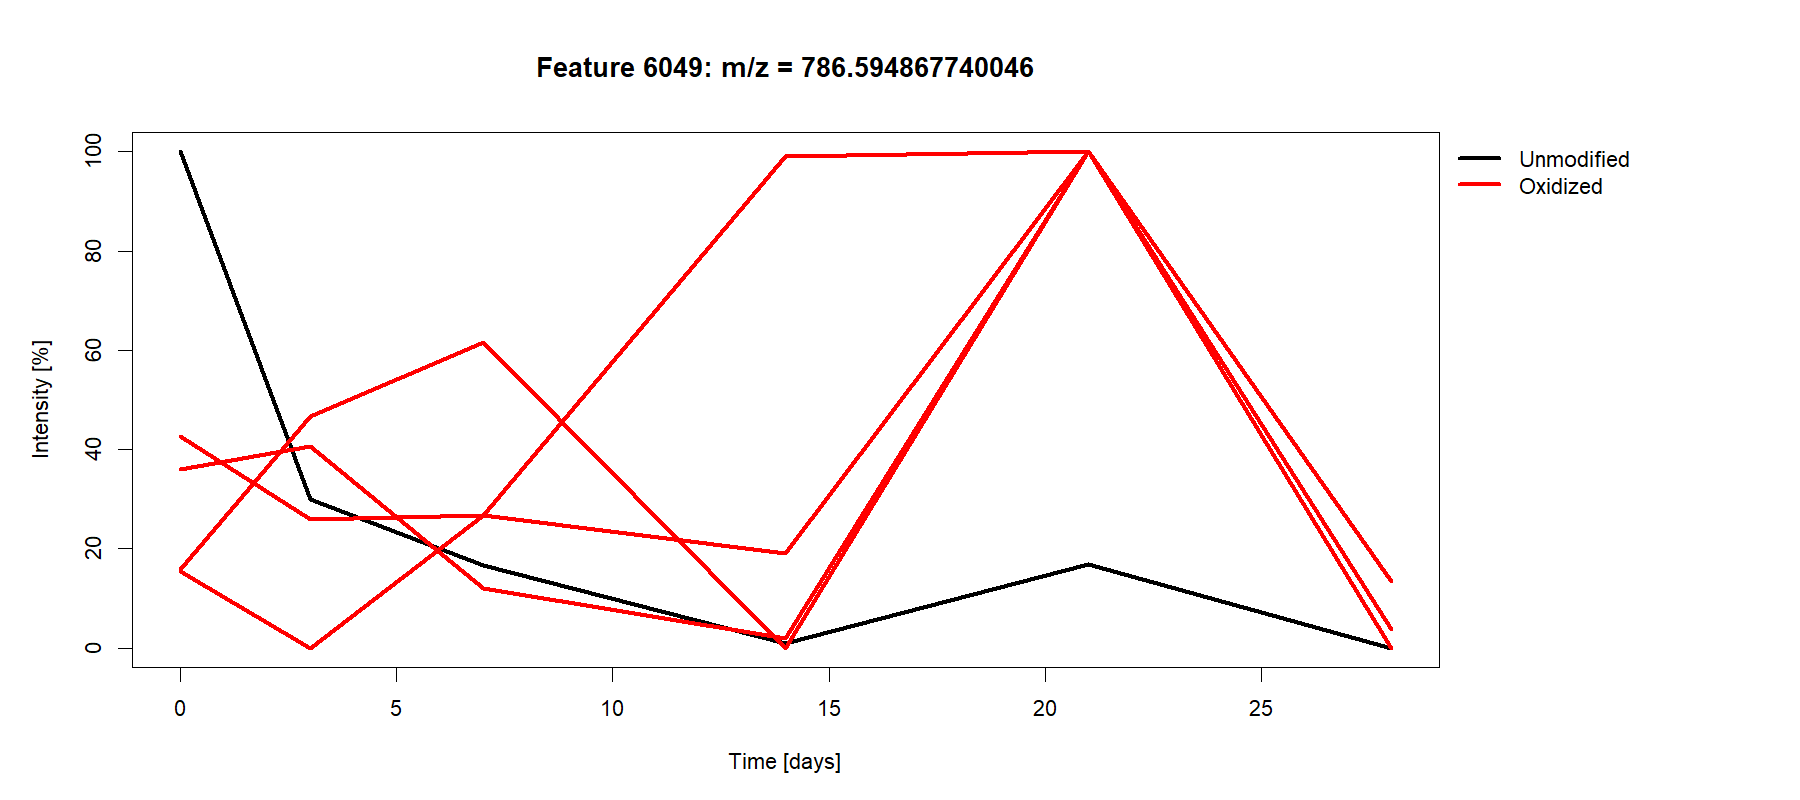 Feature 6049: m/z = 786.594867740046
Unmodified
Oxidized
Intensity [%]
100
80
60
40
20
0
0 5 10 15 20 25
Time [days]